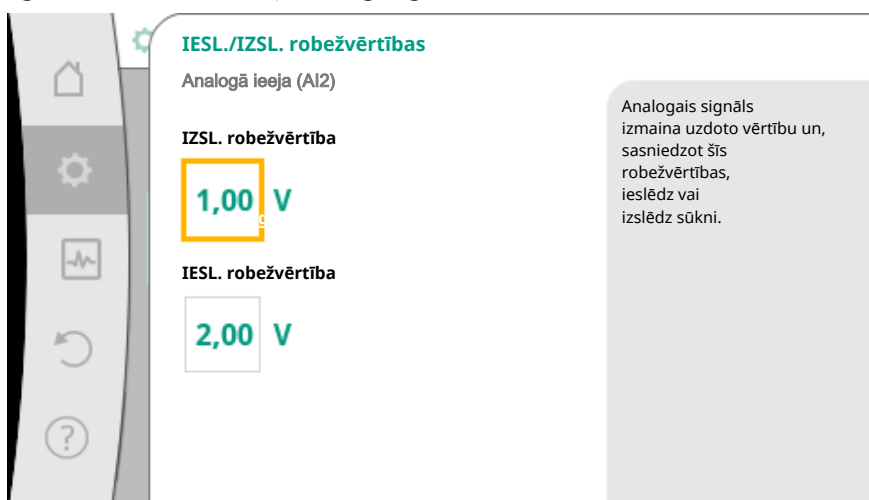 IESL./IZSL. robežvērtības
Analogā ieeja (AI2)
IZSL. robežvērtība
1,00 V
IESL. robežvērtība
2,00 V
Analogais signāls
izmaina uzdoto vērtību un,
sasniedzot šīs
robežvērtības,
ieslēdz vai
izslēdz sūkni.
?